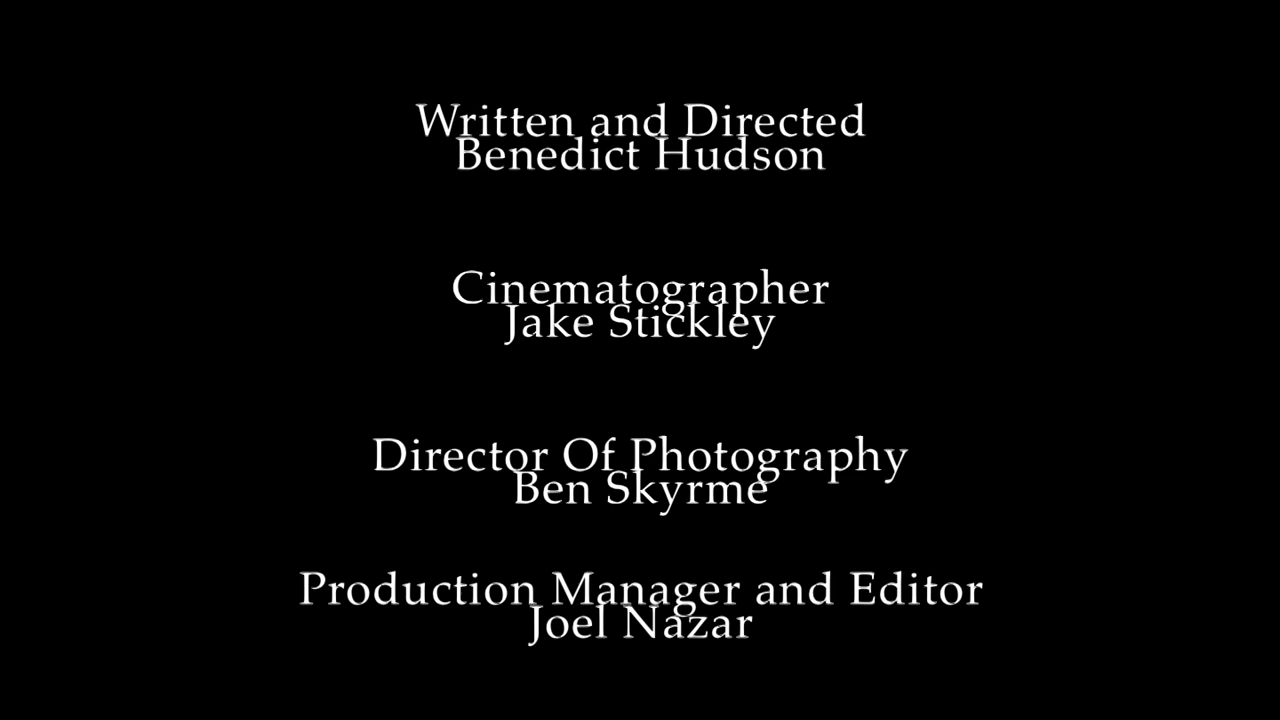 Written and Directed
Benedict Hudson
Cinematographer
Jake Stickley
Director Of Photography
Ben Skyrme
Production Manager and Editor
Joel Nazar